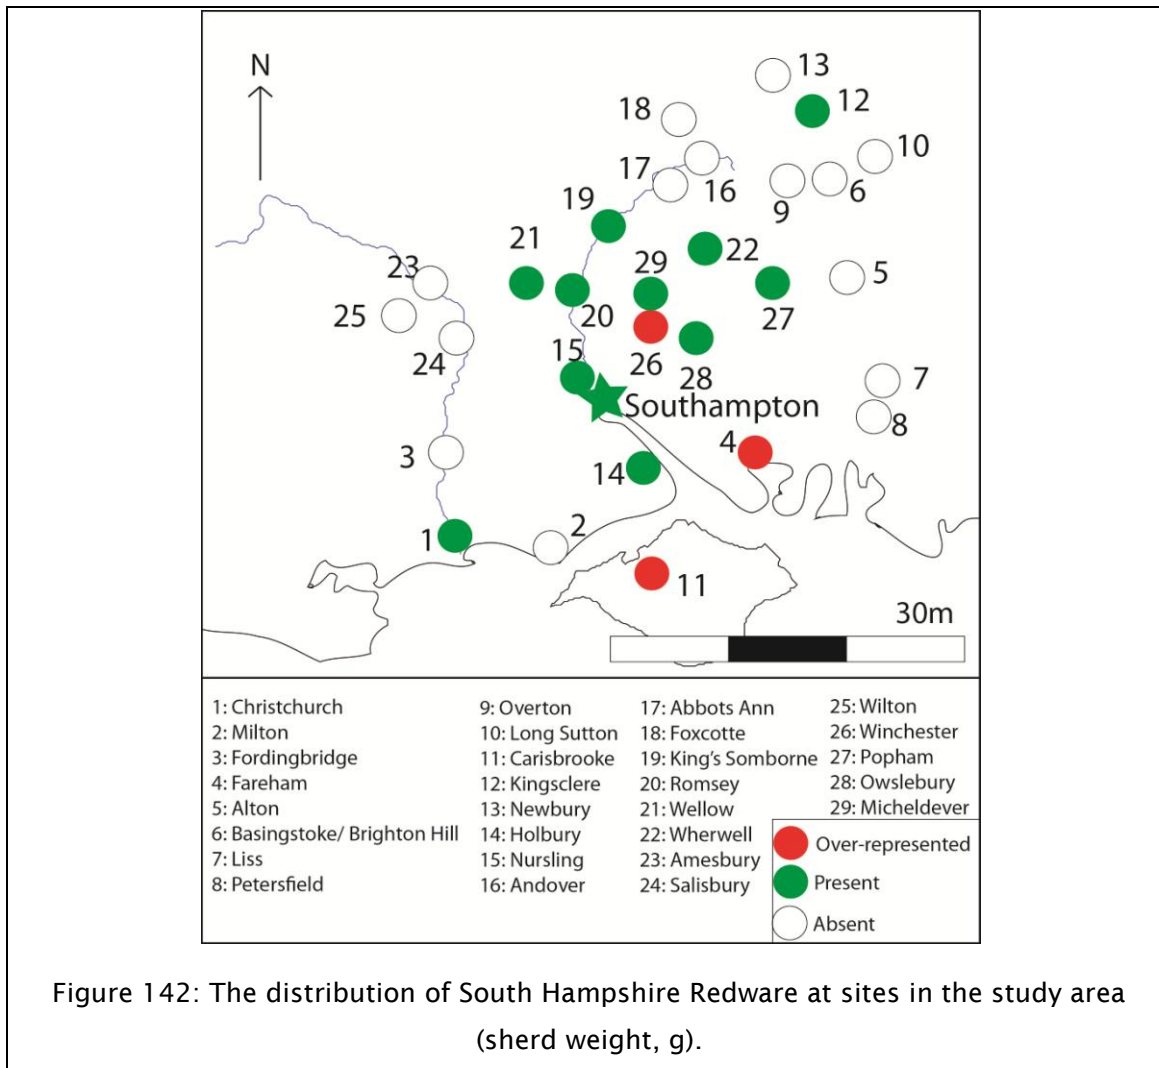 N
13
12
18
10
17
16
9
6
19
21
22
29
5
23
25
20
27
24
26
28
15
7
Southampton
8
4
3
14
1
2
11
30m
1: Christchurch
2: Milton
3: Fordingbridge
4: Fareham
5: Alton
6: Basingstoke/ Brighton Hill
7: Liss
8: Petersfield
9: Overton
10: Long Sutton
11: Carisbrooke
12: Kingsclere
13: Newbury
14: Holbury
15: Nursling
16: Andover
17: Abbots Ann
18: Foxcotte
19: King's Somborne
20: Romsey
21: Wellow
22: Wherwell
23: Amesbury
24: Salisbury
25: Wilton
26: Winchester
27: Popham
28: Owslebury
29: Micheldever
Over-represented
Present
Absent
Figure 142: The distribution of South Hampshire Redware at sites in the study area
(sherd weight, g).